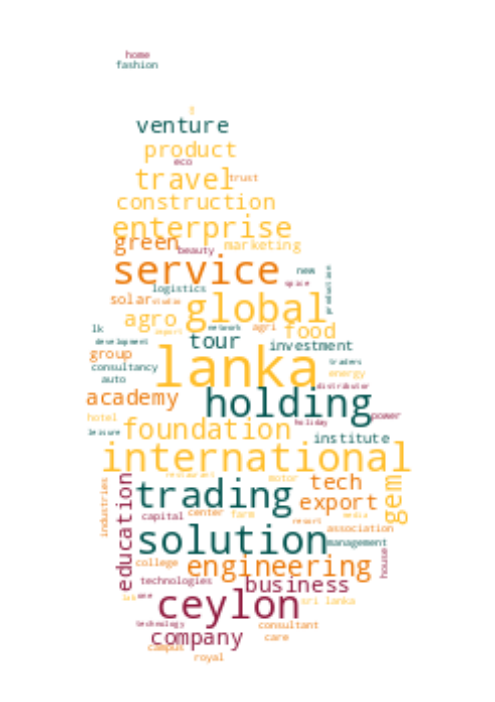 home
fashion
venture
product
eco
travel trust
construction
enterprise
green beauty marketing
service new
spice
logistics production
solar studio global
agro network agri food
lk import tour
development investment
group lanka traders
consultancy energy
auto distributor
academy holding power
hotel foundation holiday
leisure institute
international
restaurant motor
industries education trading tech gem
export
capital center farm media
resort association
solution management
college engineering house
technologies business
one ceylon sri lanka
technology consultant
company care
campus royal